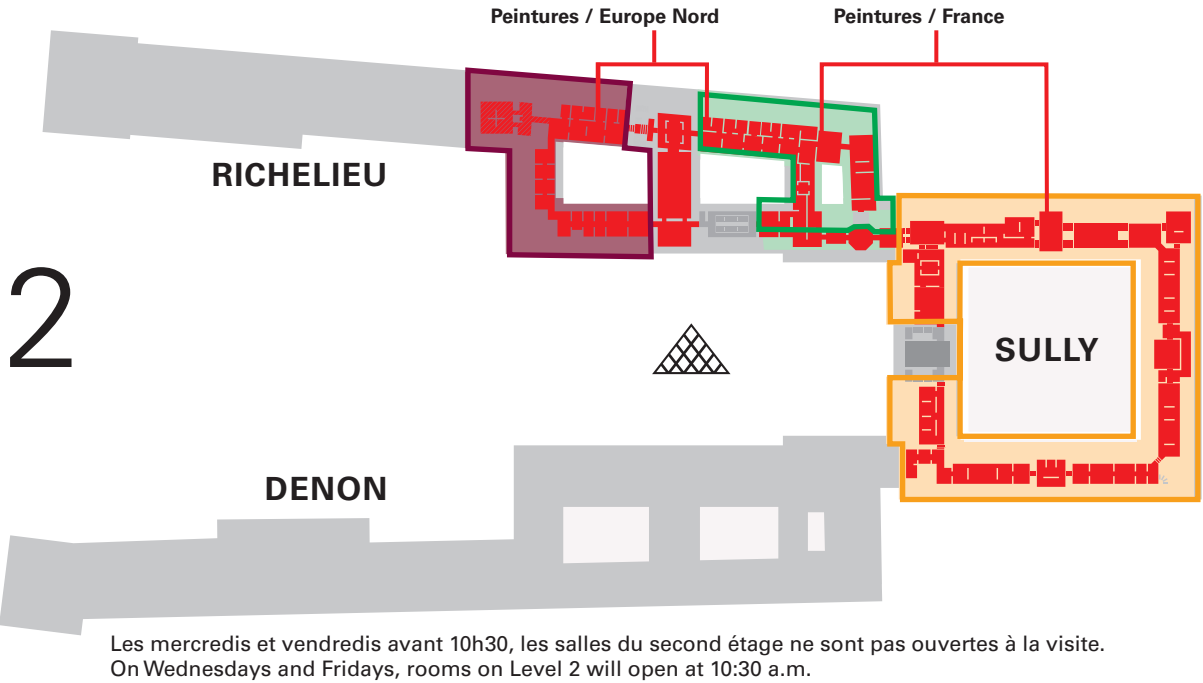 Peintures / Europe Nord
Peintures / France
RICHELIEU
2
SULLY
DENON
Les mercredis et vendredis avant 10h30, les salles du second étage ne sont pas ouvertes à la visite.
On Wednesdays and Fridays, rooms on Level 2 will open at 10:30 a.m.